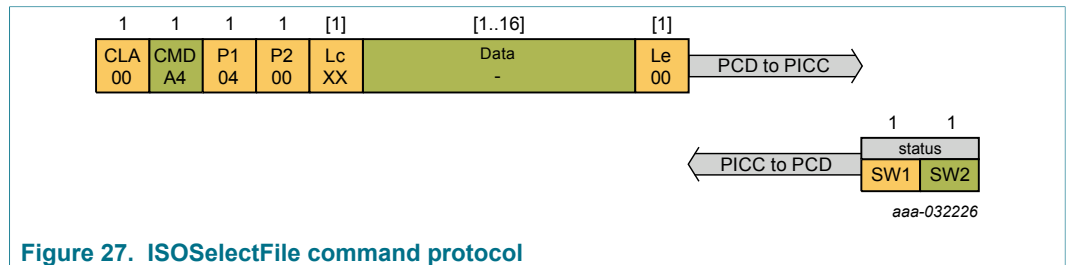 1 1 1 1 [1] [1..16] [1]
CLA CMD P1 P2 Lc Data Le
00 A4 04 00 XX - 00
PCD to PICC
1 1
status
PICC to PCD
SW1 SW2
aaa-032226
Figure 27. ISOSelectFile command protocol